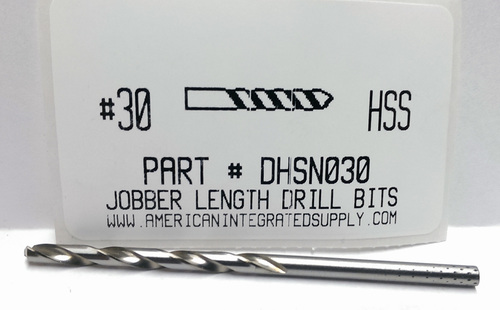 #30 HSS
PART # DHSN030
JOBBER LENGTH DRILL BITS
WWW.AMERICANINTEGRATEDSUPPLY.COM